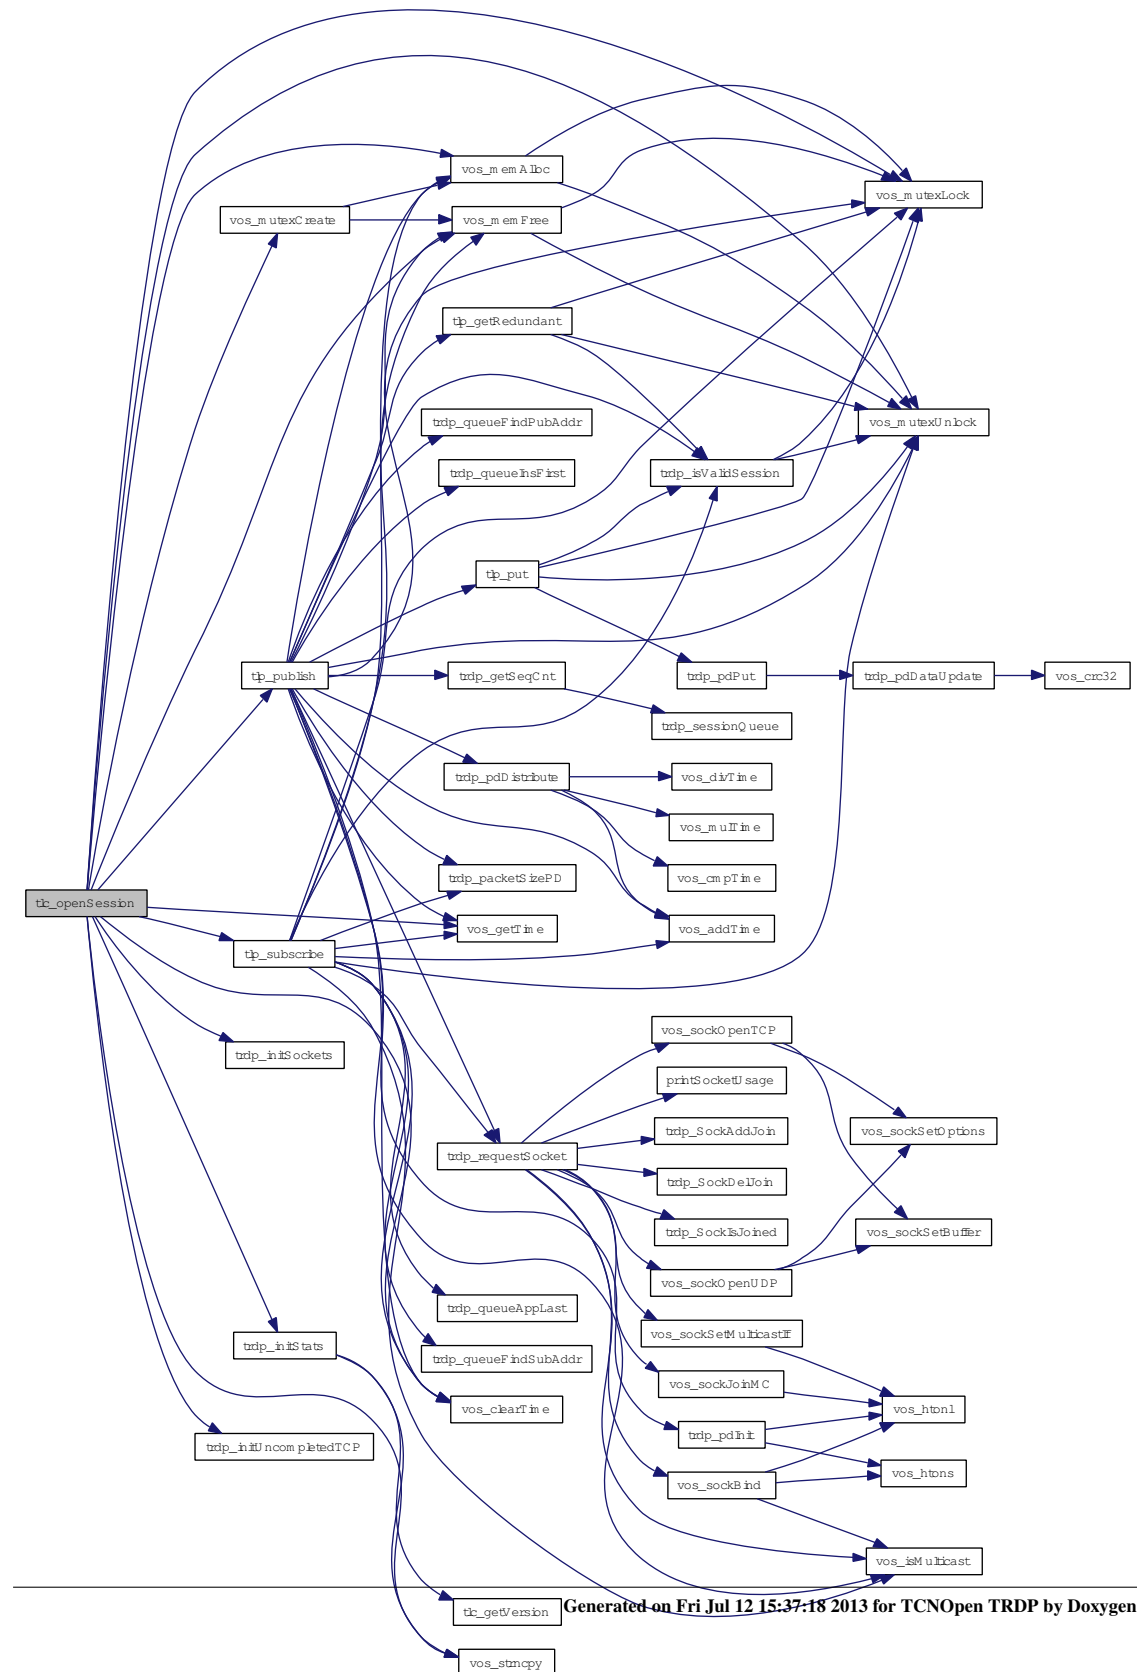 vos_memAlloc
vos_mutexLock
vos_mutexCreate
vos_memFree
tlp_getRedundant
trdp_queueFindPubAddr
vos_mutexUnlock
trdp_queueInsFirst
trdp_isValidSession
tlp_put
tlp_publish
trdp_getSeqCnt
trdp_pdPut
trdp_pdDataUpdate
vos_crc32
trdp_sessionQueue
trdp_pdDistribute
vos_divTime
vos_mulTime
trdp_packetSizePD
vos_cmpTime
tlc_openSession
vos_getTime
vos_addTime
tlp_subscribe
trdp_initSockets
vos_sockOpenTCP
printSocketUsage
trdp_SockAddJoin
vos_sockSetOptions
trdp_requestSocket
trdp_SockDelJoin
trdp_SockIsJoined
vos_sockSetBuffer
vos_sockOpenUDP
trdp_queueAppLast
vos_sockSetMulticastIf
trdp_initStats
trdp_queueFindSubAddr
vos_sockJoinMC
vos_clearTime
vos_htonl
trdp_initUncompletedTCP
trdp_pdInit
vos_htons
vos_sockBind
vos_isMulticast
tlc_getVersion
Generated on Fri Jul 12 15:37:18 2013 for TCNOpen TRDP by Doxygen
vos_strncpy